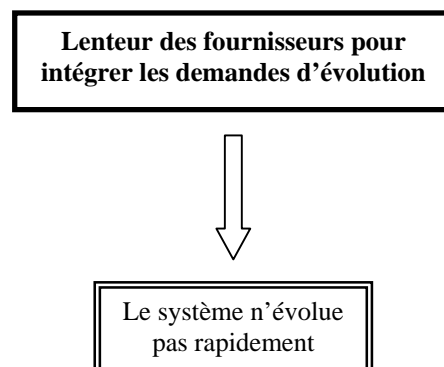 Lenteur des fournisseurs pour
intégrer les demandes d’évolution
Le système n’évolue
pas rapidement